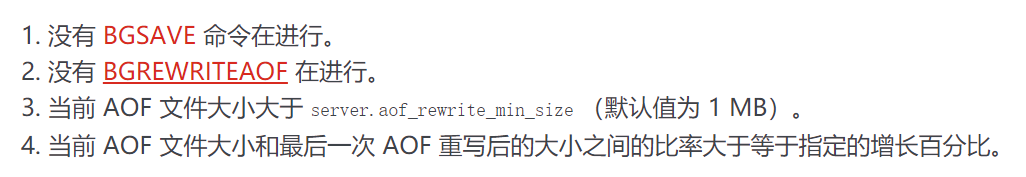 1. 没有 BGSAVE 命令在进行。
2. 没有 BGREWRITEAOF 在进行。
3. 当前 AOF 文件大小大于 server.aof_rewrite_min_size （默认值为 1 MB）。
4. 当前 AOF 文件大小和最后一次 AOF 重写后的大小之间的比率大于等于指定的增长百分比。